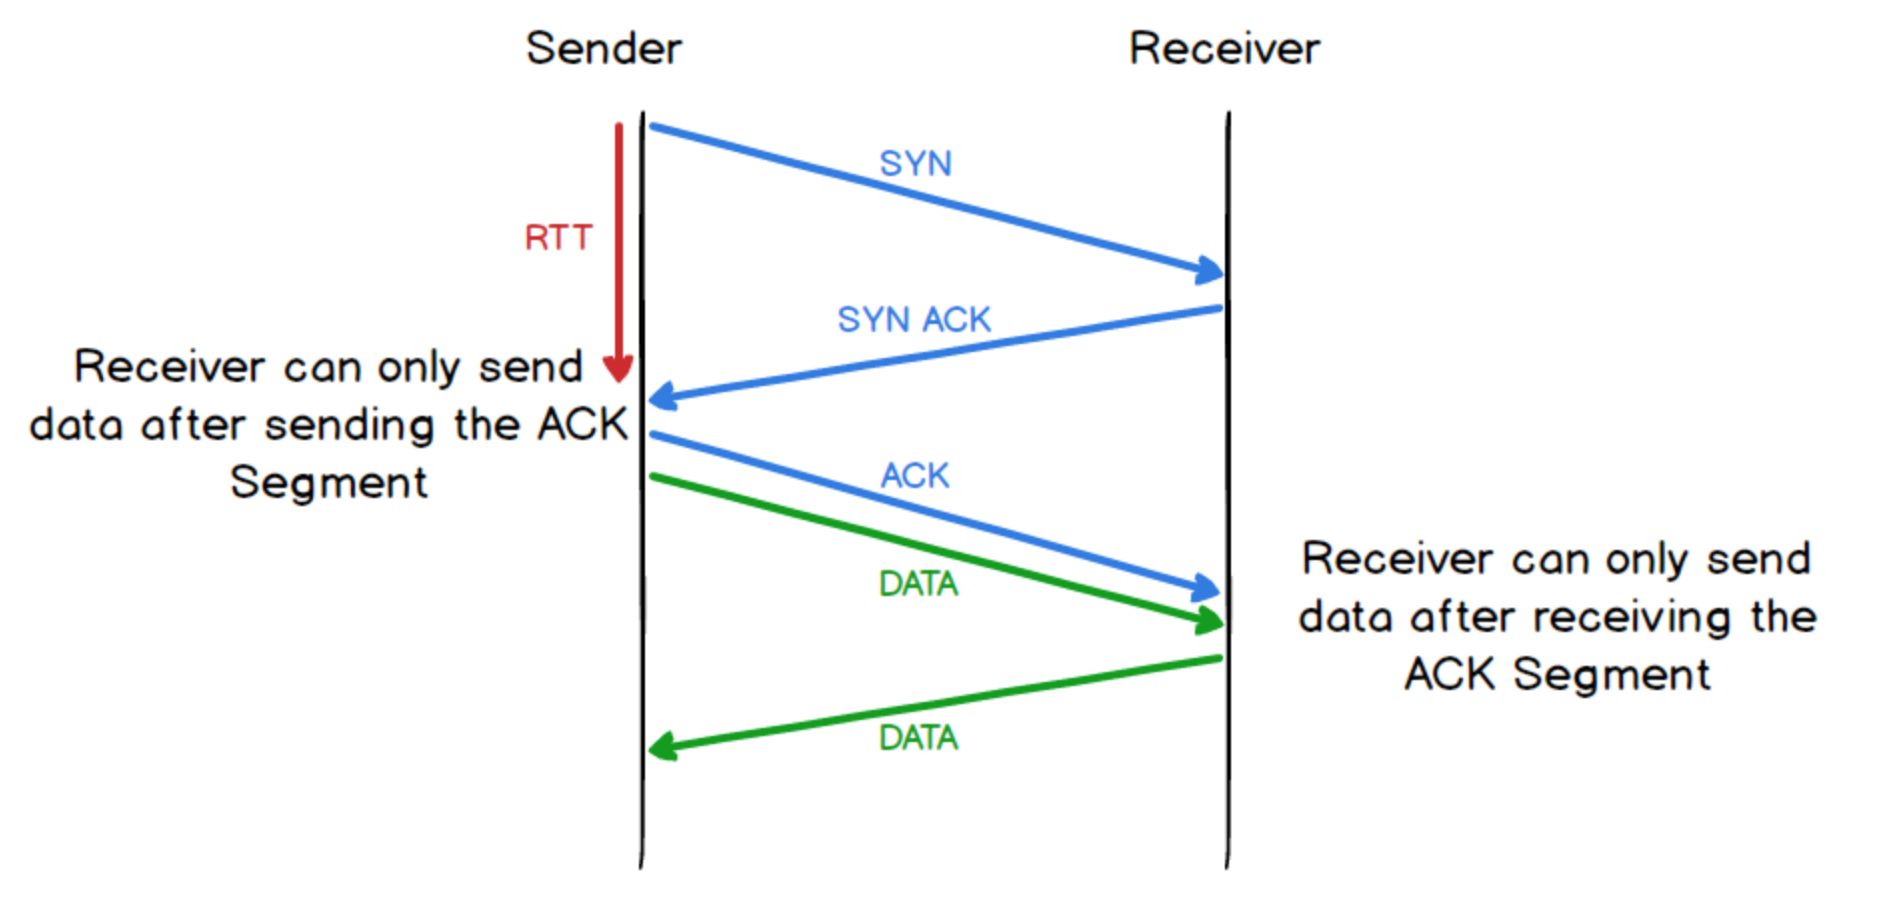 Sender
Receiver
SYN
RTT
SYN ACK
Receiver can only send
data after sending the ACK
Segment
ACK
DATA
Receiver can only send
data after receiving the
ACK Segment
DATA